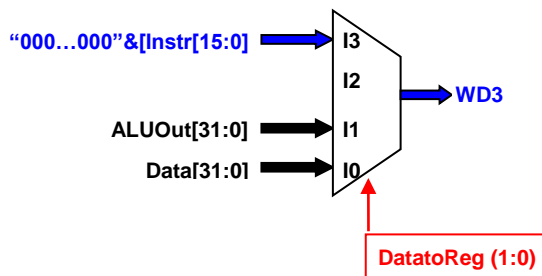 “000…000”&[Instr[15:0]
I3
I2
WD3
ALUOut[31:0]
I1
Data[31:0]
I0
DatatoReg (1:0)